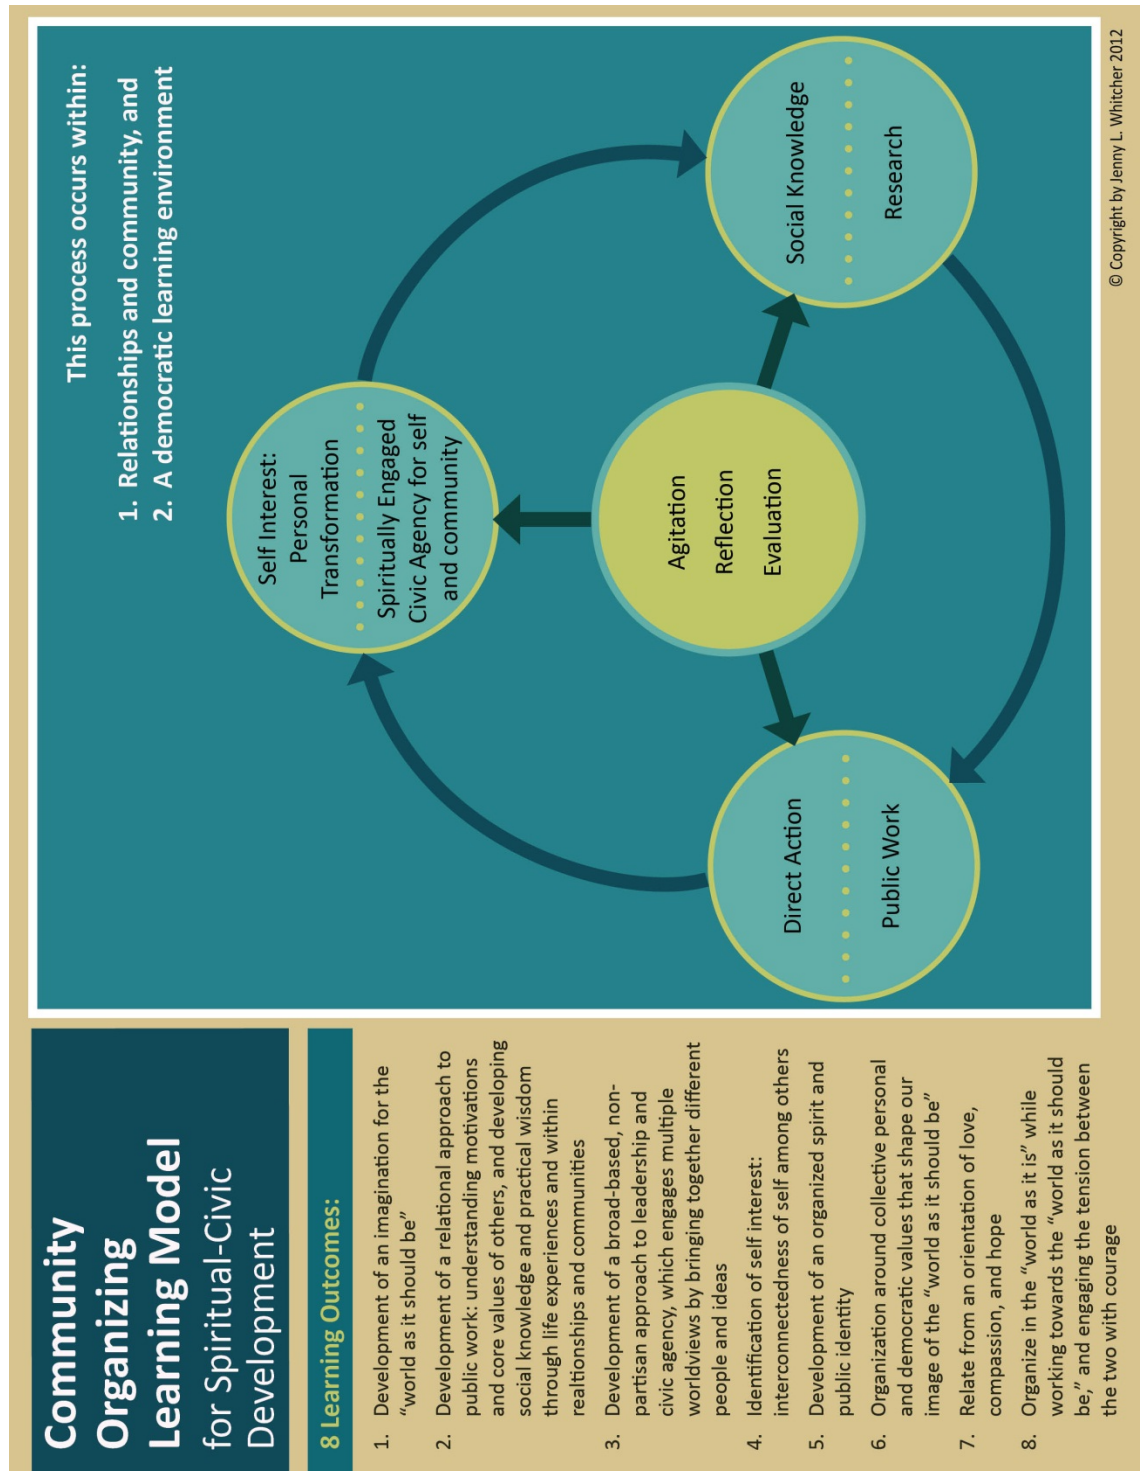 Community
Organizing
Learning Model
for Spiritual-Civic
Development
8 Learning Outcomes:
1. Development of an imagination for the
“world as it should be”
2. Development of a relational approach to
public work: understanding motivations
and core values of others, and developing
social knowledge and practical wisdom
through life experiences and within
realtionships and communities
3. Development of a broad-based, non-
partisan approach to leadership and
civic agency, which engages multiple
worldviews by bringing together different
people and ideas
4. Identification of self interest:
interconnectedness of self among others
5. Development of an organized spirit and
public identity
6. Organization around collective personal
and democratic values that shape our
image of the “world as it should be”
7. Relate from an orientation of love,
compassion, and hope
8. Organize in the “world as it is” while
working towards the “world as it should
be,” and engaging the tension between
the two with courage
This process occurs within:
1. Relationships and community, and
2. A democratic learning environment
Self Interest:
Personal
Transformation
Spiritually Engaged
Civic Agency for self
and community
Agitation
Reflection
Evaluation
Direct Action
Public Work
Social Knowledge
Research
© Copyright by Jenny L. Whitcher 2012